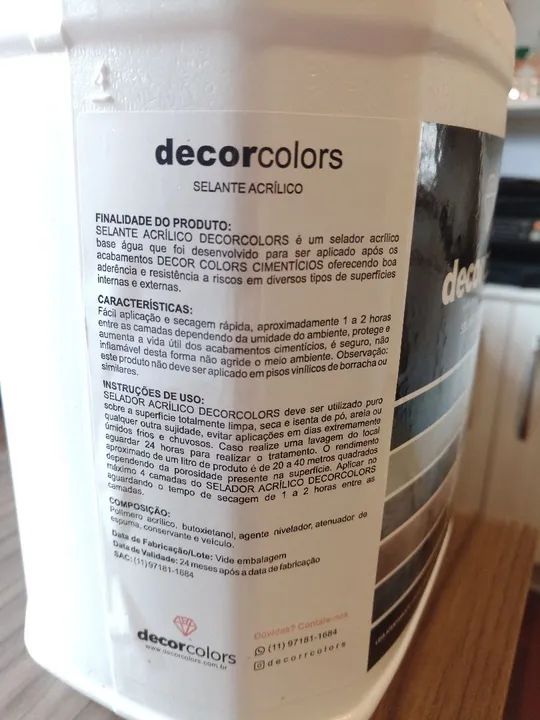 decorcolors
SELANTE ACRÍLICO
FINALIDADE DO PRODUTO:
SELANTE ACRÍLICO DECORCOLORS é um selador acrílico
base água que foi desenvolvido para ser aplicado após os
acabamentos DECOR COLORS CIMENTÍCIOS oferecendo boa
aderência e resistência a riscos em diversos tipos de superfícies
internas e externas.
CARACTERÍSTICAS:
Fácil aplicação e secagem rápida, aproximadamente 1 a 2 horas
entre as camadas dependendo da umidade do ambiente, protege e
aumenta a vida útil dos acabamentos cimentícios, é seguro, não
inflamável desta forma não agride o meio ambiente. Observação:
este produto não deve ser aplicado em pisos vinílicos de borracha ou
similares.
INSTRUÇÕES DE USO:
SELADOR ACRÍLICO DECORCOLORS deve ser utilizado puro
sobre a superfície totalmente limpa, seca e isenta de pó, areia ou
qualquer outra sujidade, evitar aplicações em dias extremamente
úmidos frios e chuvosos. Caso realize uma lavagem do local
aguardar 24 horas para realizar o tratamento. O rendimento
aproximado de um litro de produto é de 20 a 40 metros quadrados
dependendo da porosidade presente na superfície. Aplicar no
máximo 4 camadas do SELADOR ACRÍLICO DECORCOLORS
aguardando o tempo de secagem de 1 a 2 horas entre as
camadas.
COMPOSIÇÃO:
Polímero acrílico, butoxietanol, agente nivelador, atenuador de
espuma, conservante e veículo.
Data de Fabricação/Lote: Vide embalagem
Data de Validade: 24 meses após a data de fabricação
SAC: (11) 97181-1684
decorcolors
www.decorcolors.com.br
Dúvidas? Contate-nos
(11) 97181-1684
decorrcolors
decorc